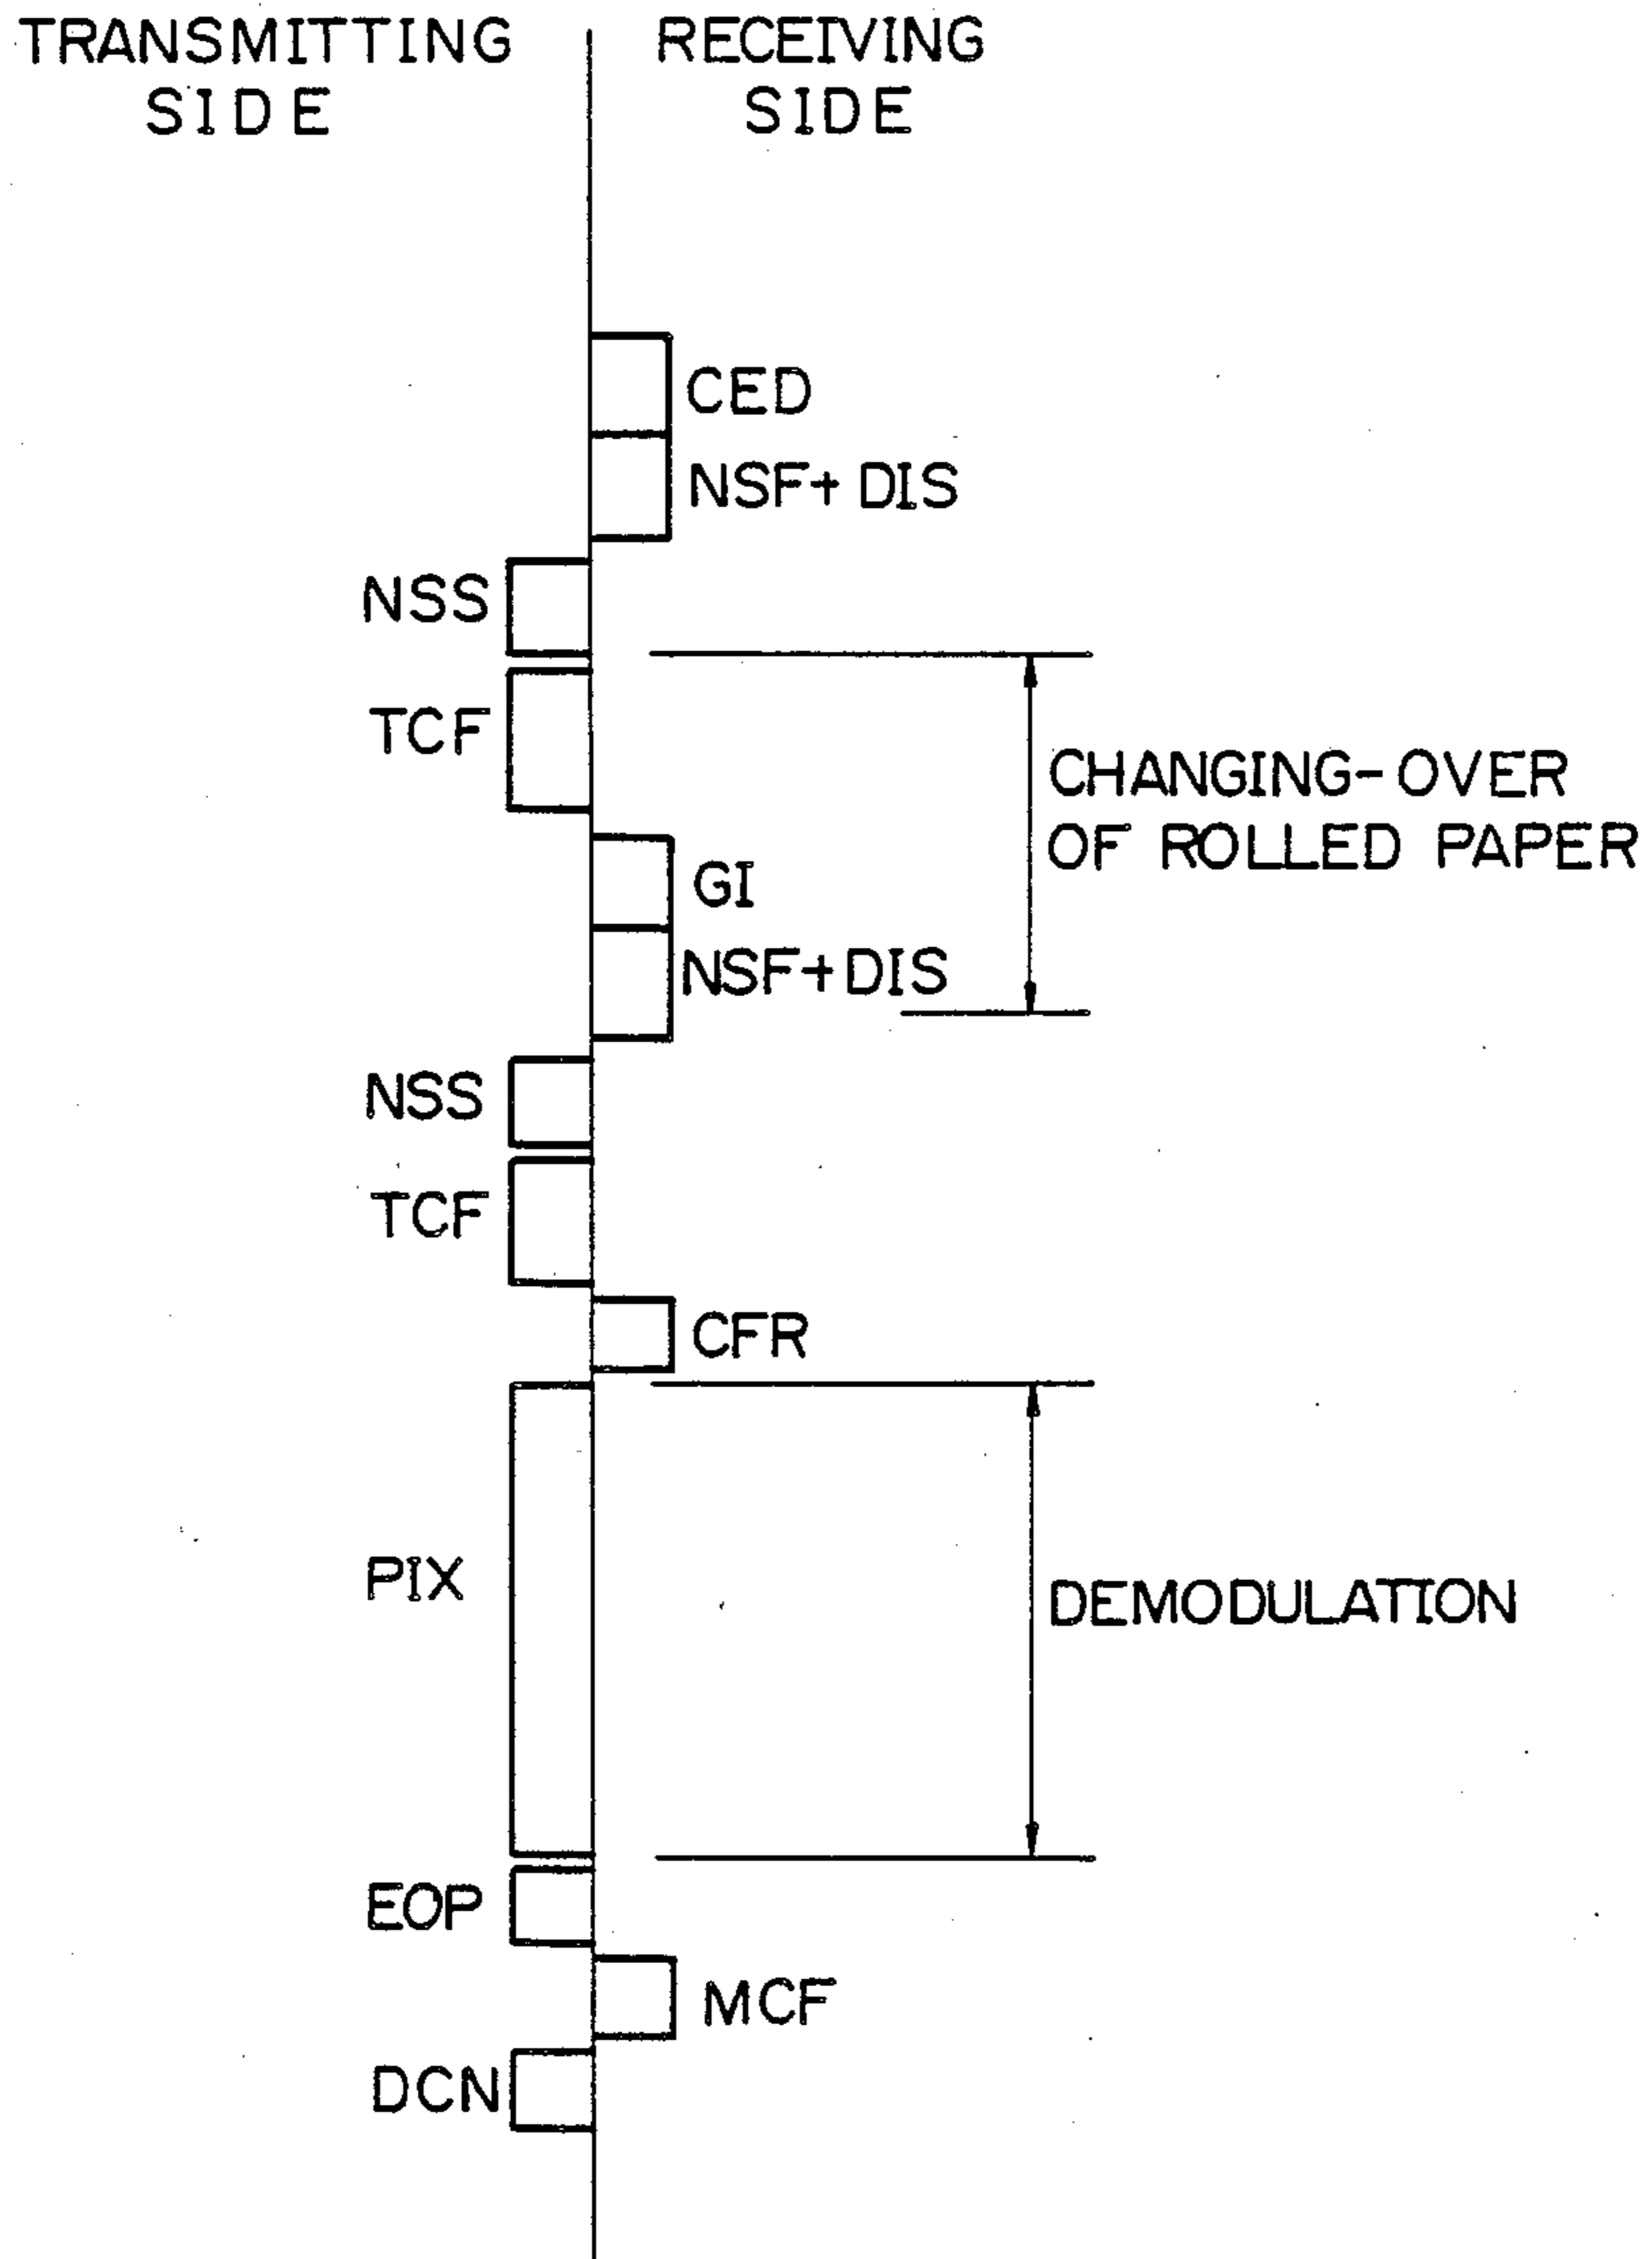 TRANSMITTING
SIDE
RECEIVING
SIDE
CED
NSF+ DIS
NSS
TCF
CHANGING-OVER
OF ROLLED PAPER
GI
NSF+DIS
NSS
TCF
CFR
PIX
DEMODULATION
EOP
MCF
DCN